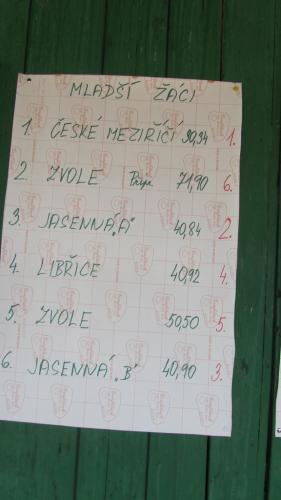 MLADŠÍ ŽÁCI
1. ČESKÉ MEZIŘÍČÍ 30,94 1.
2. ZVOLE Příp. 71,90 6.
3. JASENNÁ „A" 40,84 2.
4. LIBŘICE 40,92 4.
5. ZVOLE 50,50 5.
6. JASENNÁ „B" 40,90 3.